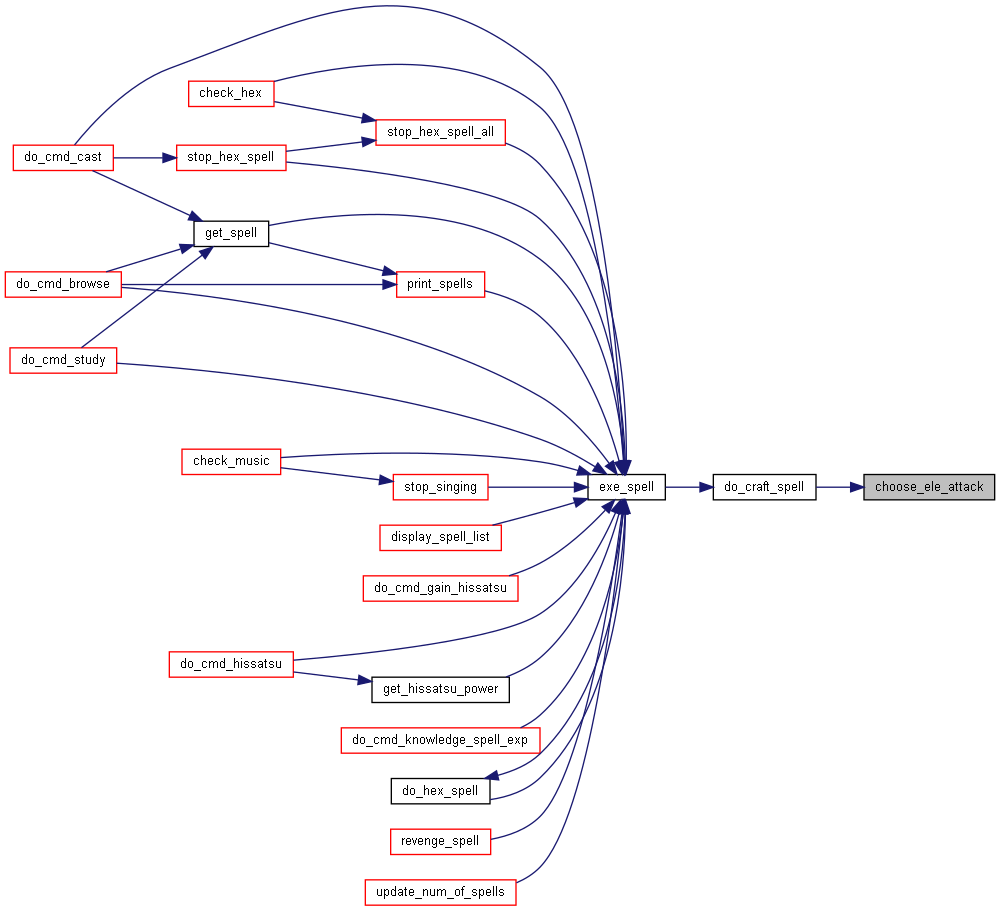 check_hex
stop_hex_spell_all
do_cmd_cast
stop_hex_spell
get_spell
do_cmd_browse
print_spells
do_cmd_study
check_music
stop_singing
exe_spell
do_craft_spell
choose_ele_attack
display_spell_list
do_cmd_gain_hissatsu
do_cmd_hissatsu
get_hissatsu_power
do_cmd_knowledge_spell_exp
do_hex_spell
revenge_spell
update_num_of_spells